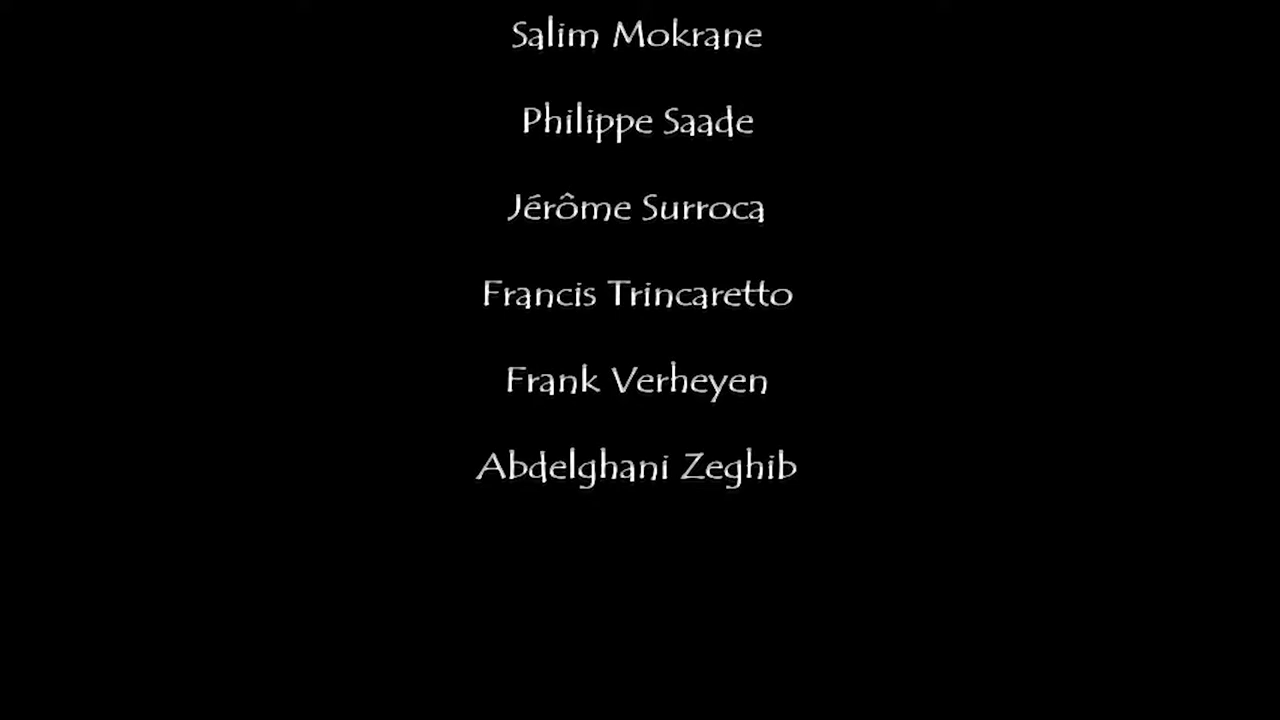 Salim Mokrane
Philippe Saade
Jérôme Surroca
Francis Trincaretto
Frank Verheyen
Abdelghani Zeghib